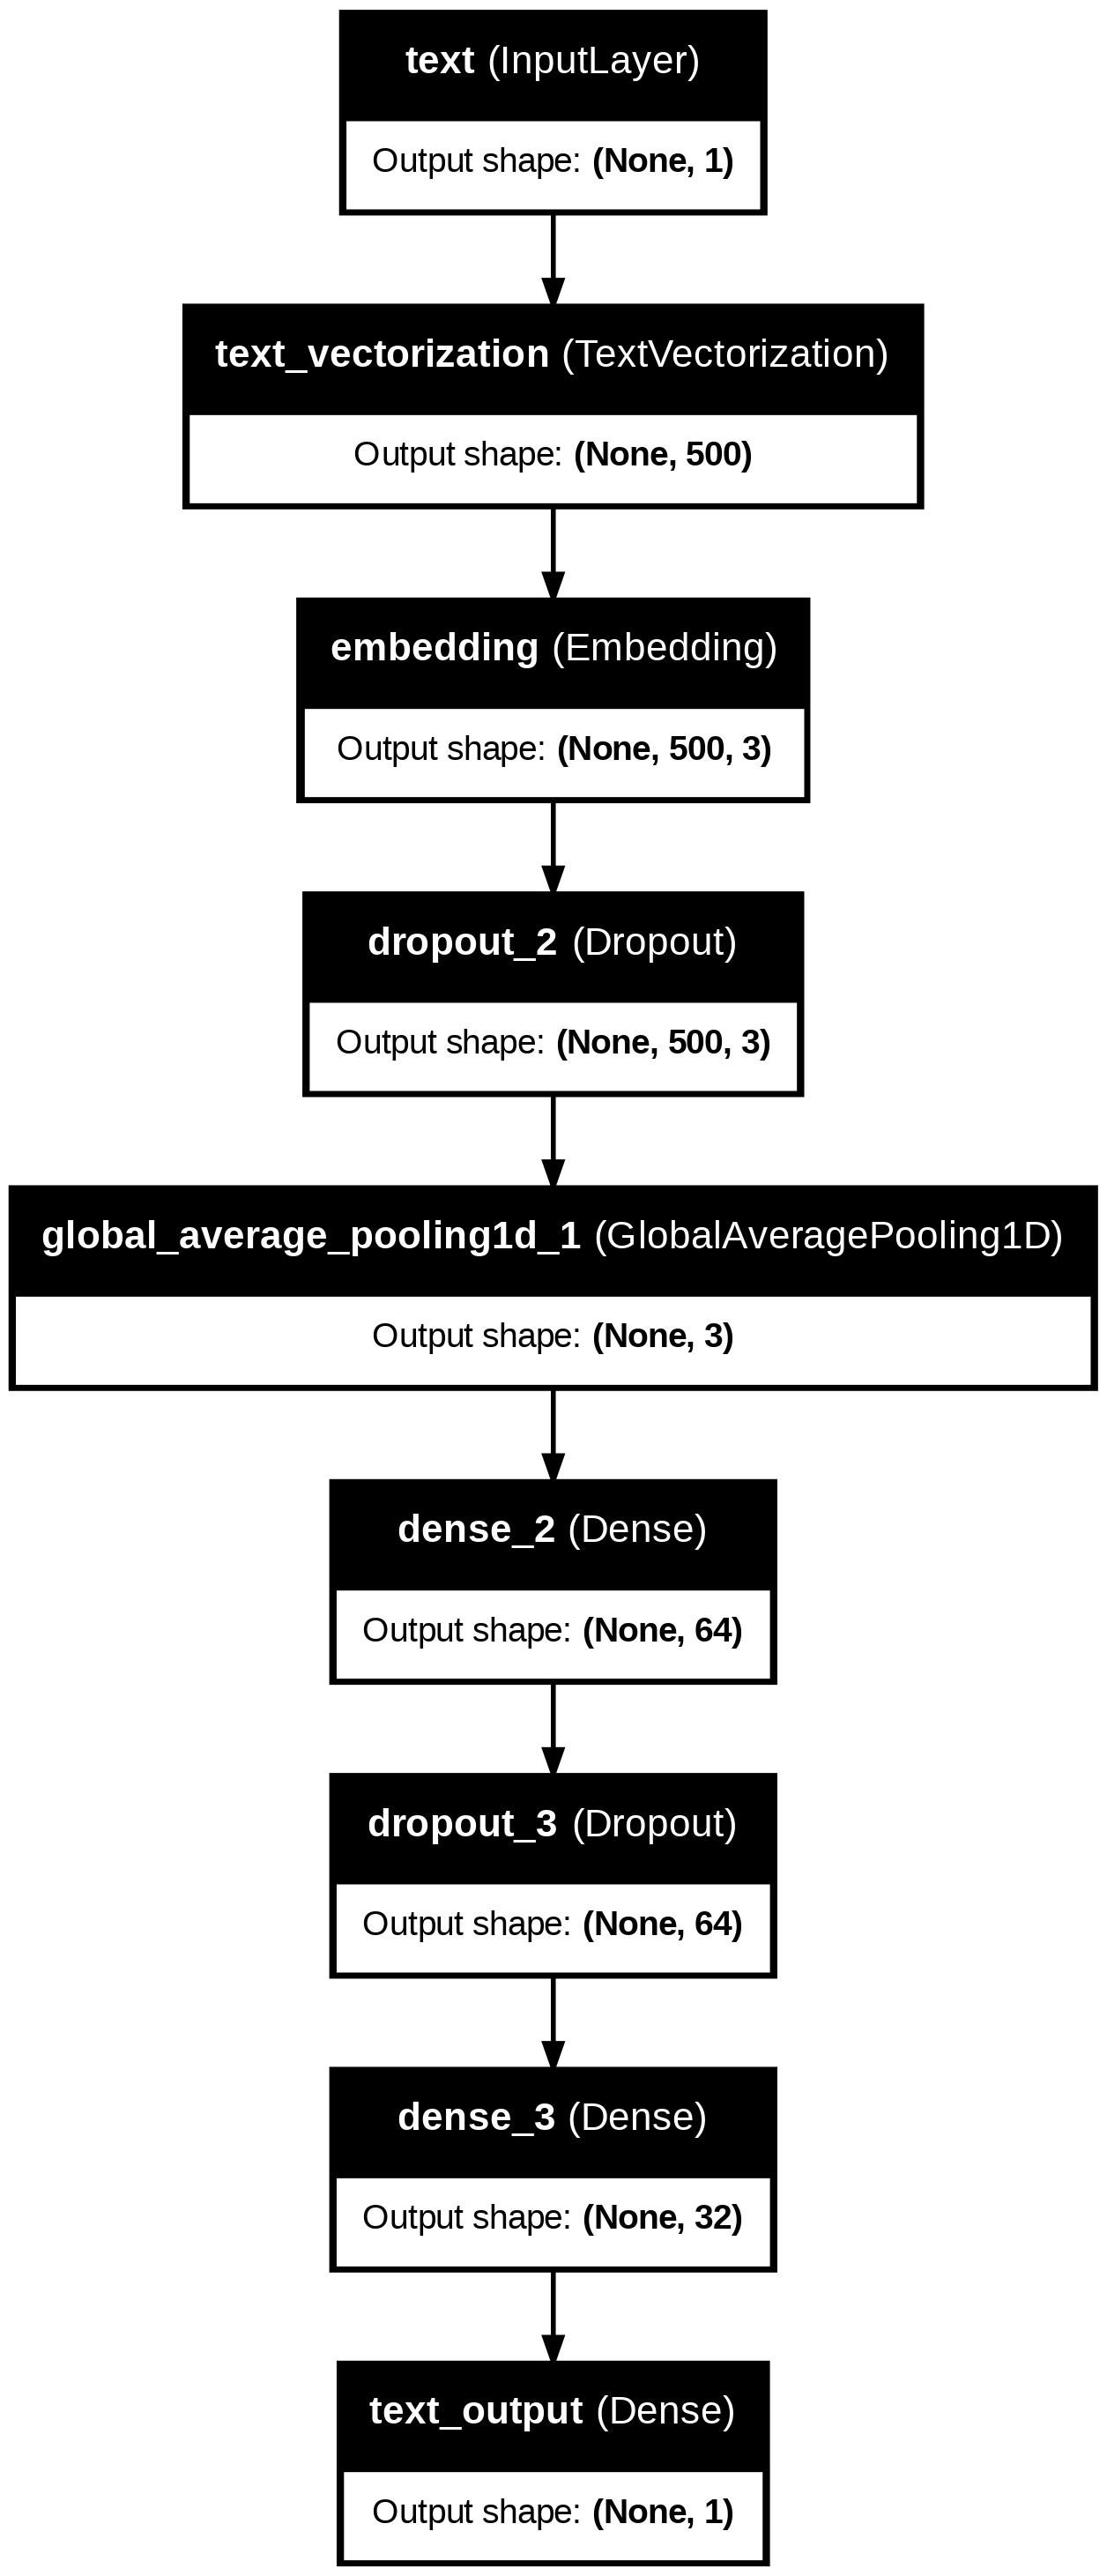 text (InputLayer)
Output shape: (None, 1)
text_vectorization (TextVectorization)
Output shape: (None, 500)
embedding (Embedding)
Output shape: (None, 500, 3)
dropout_2 (Dropout)
Output shape: (None, 500, 3)
global_average_pooling1d_1 (GlobalAveragePooling1D)
Output shape: (None, 3)
dense_2 (Dense)
Output shape: (None, 64)
dropout_3 (Dropout)
Output shape: (None, 64)
dense_3 (Dense)
Output shape: (None, 32)
text_output (Dense)
Output shape: (None, 1)